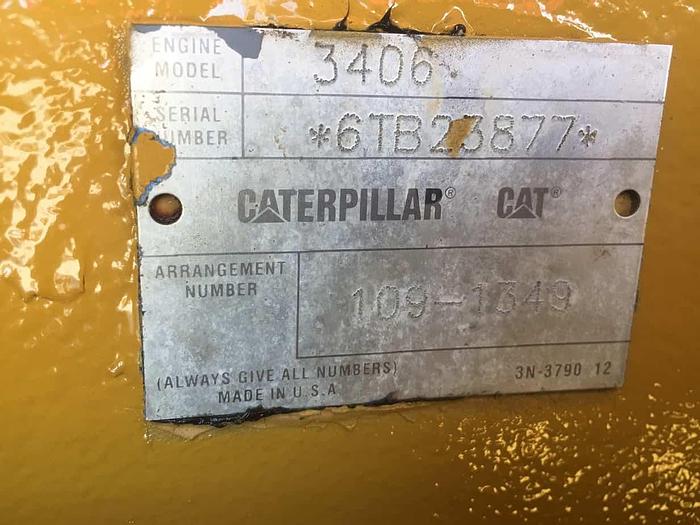 ENGINE MODEL 3406
SERIAL NUMBER *6TB23877*
CATERPILLAR® CAT®
ARRANGEMENT NUMBER 109-1349
(ALWAYS GIVE ALL NUMBERS) 3N-3790 12
MADE IN U.S.A